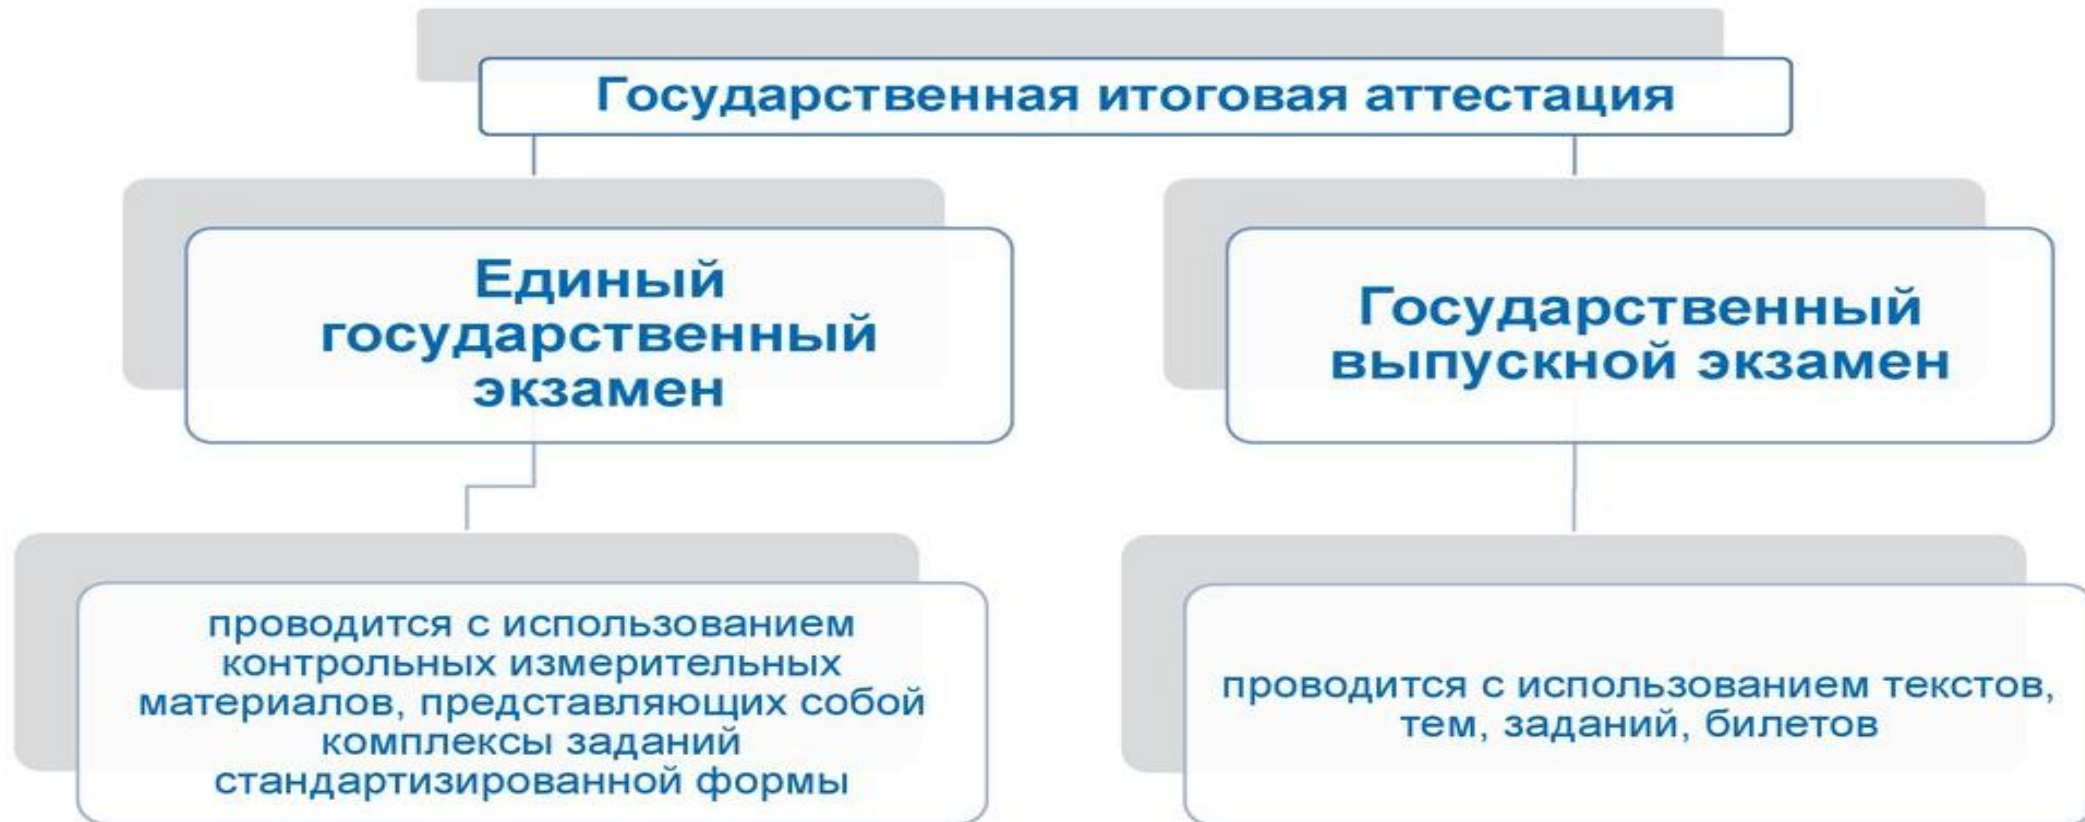 Государственная итоговая аттестация
Единый
государственный
экзамен
Государственный
выпускной экзамен
проводится с использованием
контрольных измерительных
материалов, представляющих собой
комплексы заданий
стандартизированной формы
проводится с использованием текстов,
тем, заданий, билетов